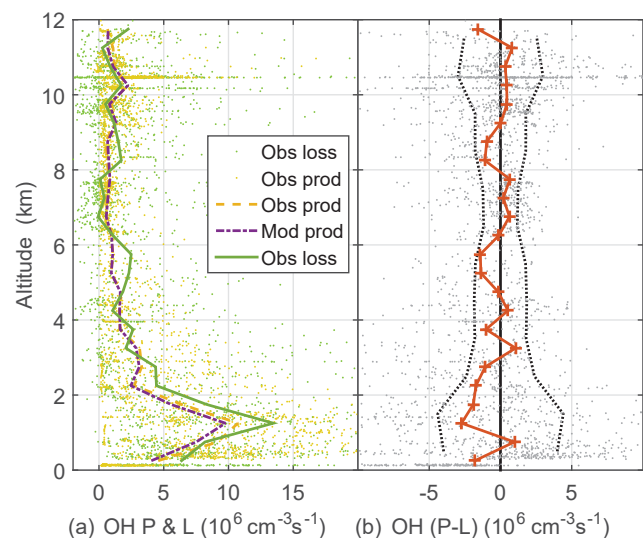 12
10
8
6
4
2
0
Altitude (km)
Obs loss
Obs prod
Obs prod
Mod prod
Obs loss
0 5 10 15
-5 0 5
(a) OH P & L (10⁶ cm⁻³s⁻¹)
(b) OH (P-L) (10⁶ cm⁻³s⁻¹)